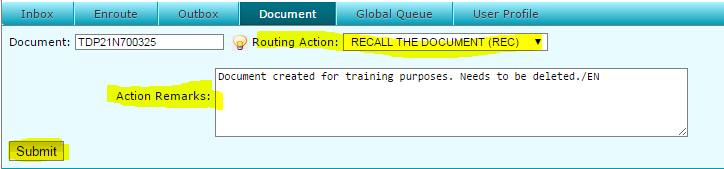 Inbox Enroute Outbox Document Global Queue User Profile
Document: TDP21N700325 Routing Action: RECALL THE DOCUMENT (REC)
Document created for training purposes. Needs to be deleted./EN
Action Remarks:
Submit